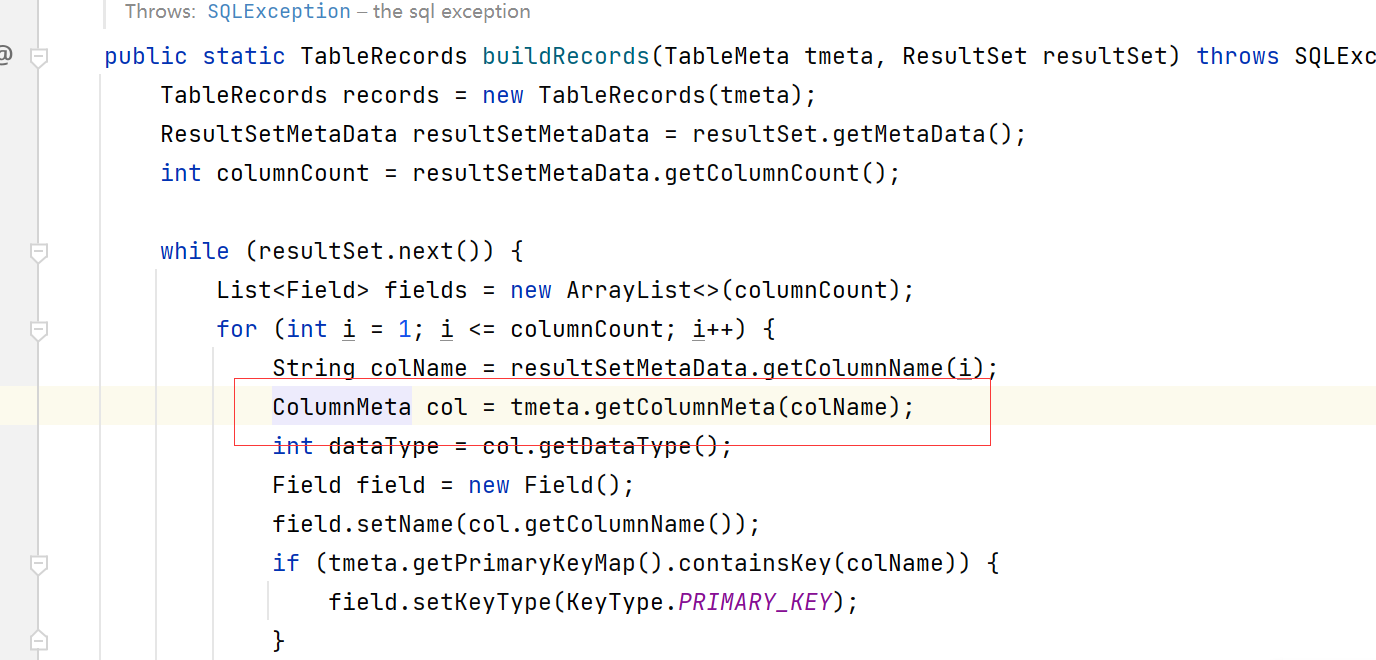 Throws: SQLException – the sql exception
@ public static TableRecords buildRecords(TableMeta tmeta, ResultSet resultSet) throws SQLExc
TableRecords records = new TableRecords(tmeta);
ResultSetMetaData resultSetMetaData = resultSet.getMetaData();
int columnCount = resultSetMetaData.getColumnCount();
while (resultSet.next()) {
List<Field> fields = new ArrayList<>(columnCount);
for (int i = 1; i <= columnCount; i++) {
String colName = resultSetMetaData.getColumnName(i);
ColumnMeta col = tmeta.getColumnMeta(colName);
int dataType = col.getDataType();
Field field = new Field();
field.setName(col.getColumnName());
if (tmeta.getPrimaryKeyMap().containsKey(colName)) {
field.setKeyType(KeyType.PRIMARY_KEY);
}